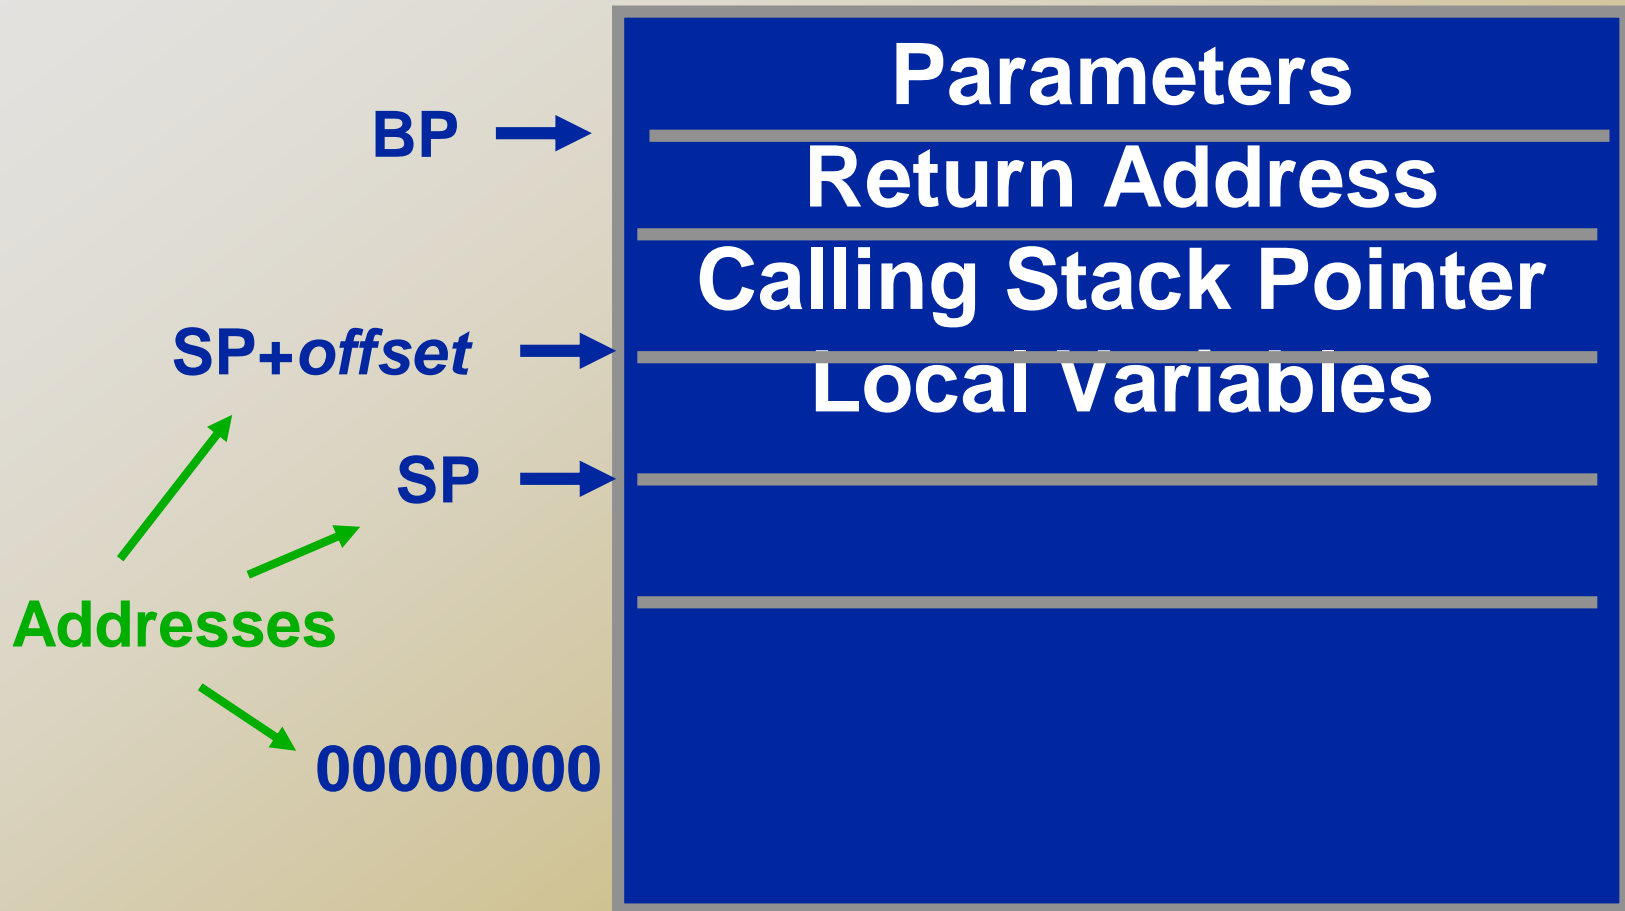 Parameters
BP
Return Address
Calling Stack Pointer
SP+offset
Local Variables
SP
Addresses
00000000